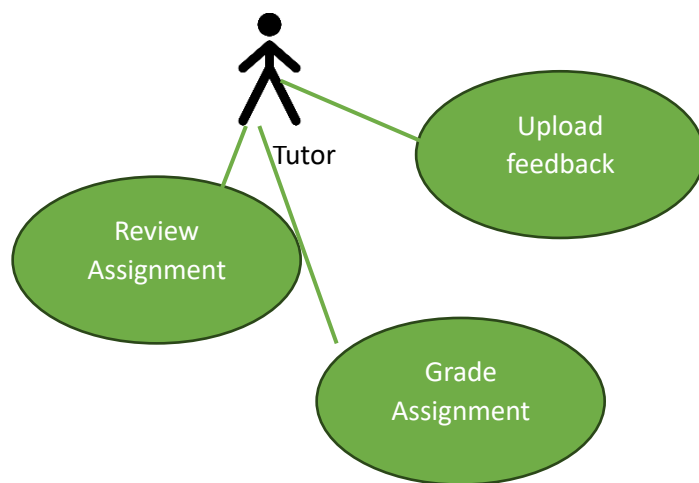 Upload
feedback
Tutor
Review
Assignment
Grade
Assignment